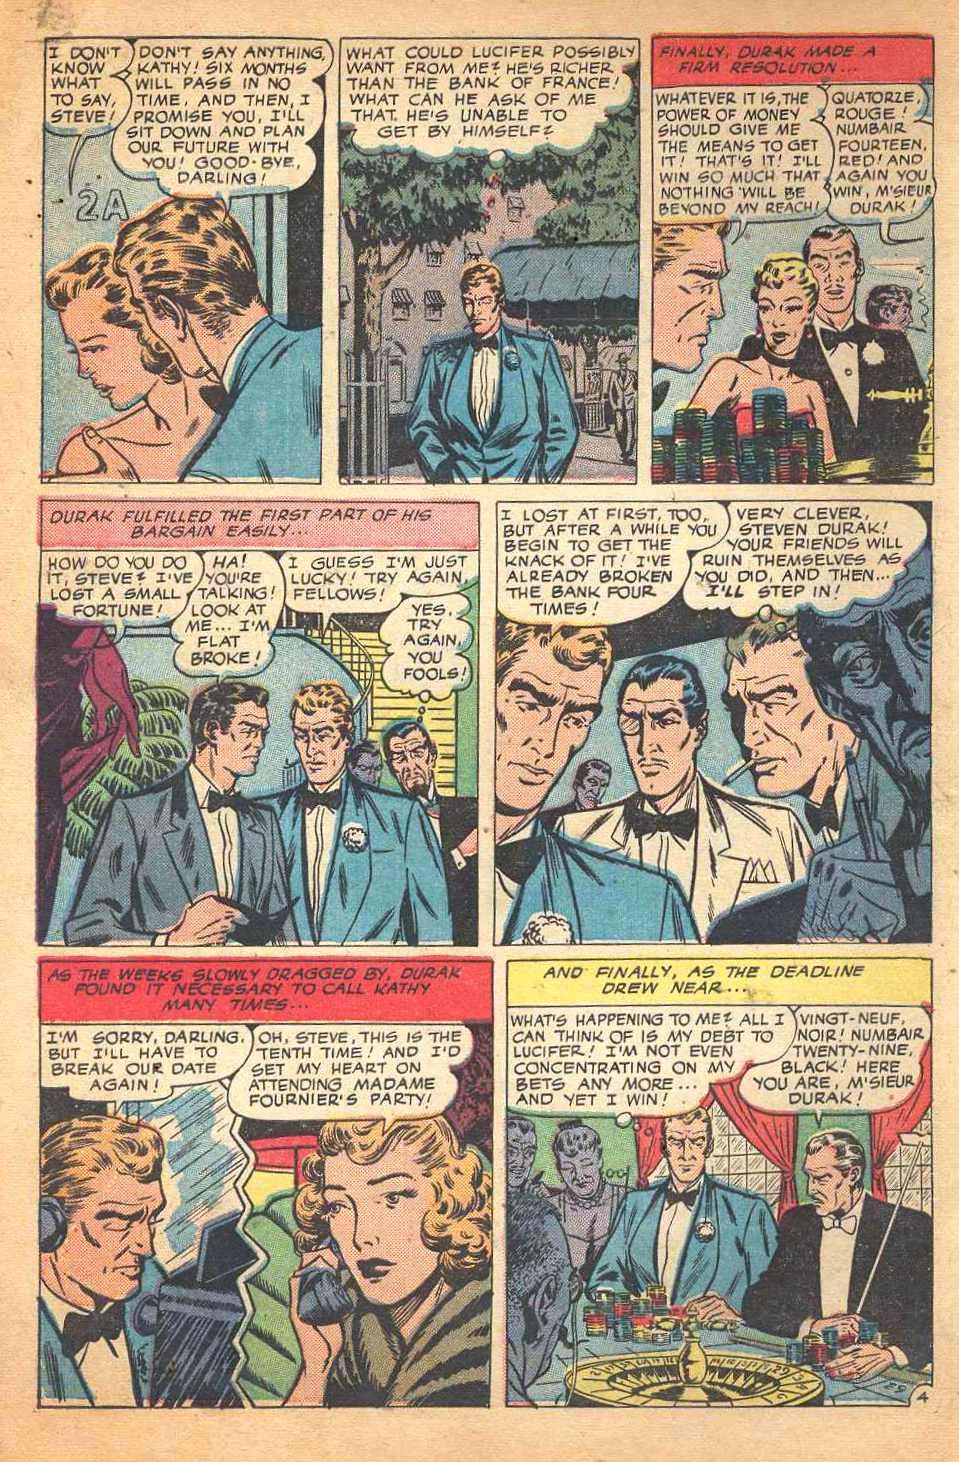 I DON'T
KNOW
WHAT
TO SAY,
STEVE!
DON'T SAY ANYTHING,
KATHY! SIX MONTHS
WILL PASS IN NO
TIME, AND THEN, I
PROMISE YOU, I'LL
SIT DOWN AND PLAN
OUR FUTURE WITH
YOU! GOOD-BYE,
DARLING!
2A
WHAT COULD LUCIFER POSSIBLY
WANT FROM ME? HE'S RICHER
THAN THE BANK OF FRANCE!
WHAT CAN HE ASK OF ME
THAT HE'S UNABLE TO
GET BY HIMSELF?
FINALLY, DURAK MADE A
FIRM RESOLUTION...
WHATEVER IT IS, THE
POWER OF MONEY
SHOULD GIVE ME
THE MEANS TO GET
IT! THAT'S IT! I'LL
WIN SO MUCH THAT
NOTHING WILL BE
BEYOND MY REACH!
QUATORZE,
ROUGE!
NUMBAIR
FOURTEEN,
RED! AND
AGAIN YOU
WIN, M'SIEUR
DURAK!
DURAK FULFILLED THE FIRST PART OF HIS
BARGAIN EASILY...
HOW DO YOU DO
IT, STEVE? I'VE
LOST A SMALL
FORTUNE!
HA!
YOU'RE
TALKING!
LOOK AT
ME... I'M
FLAT
BROKE!
I GUESS I'M JUST
LUCKY! TRY AGAIN,
FELLOWS!
YES,
TRY
AGAIN,
YOU
FOOLS!
I LOST AT FIRST, TOO,
BUT AFTER A WHILE YOU
BEGIN TO GET THE
KNACK OF IT! I'VE
ALREADY BROKEN
THE BANK FOUR
TIMES!
VERY CLEVER,
STEVEN DURAK!
YOUR FRIENDS WILL
RUIN THEMSELVES AS
YOU DID, AND THEN...
I'LL STEP IN!
AS THE WEEKS SLOWLY DRAGGED BY, DURAK
FOUND IT NECESSARY TO CALL KATHY
MANY TIMES...
I'M SORRY, DARLING,
BUT I'LL HAVE TO
BREAK OUR DATE
AGAIN!
OH, STEVE, THIS IS THE
TENTH TIME! AND I'D
SET MY HEART ON
ATTENDING MADAME
FOURNIER'S PARTY!
AND FINALLY, AS THE DEADLINE
DREW NEAR...
WHAT'S HAPPENING TO ME? ALL I
CAN THINK OF IS MY DEBT TO
LUCIFER! I'M NOT EVEN
CONCENTRATING ON MY
BETS ANY MORE...
AND YET I WIN!
VINGT-NEUF,
NOIR! NUMBAIR
TWENTY-NINE,
BLACK! HERE
YOU ARE, M'SIEUR
DURAK!
29
4